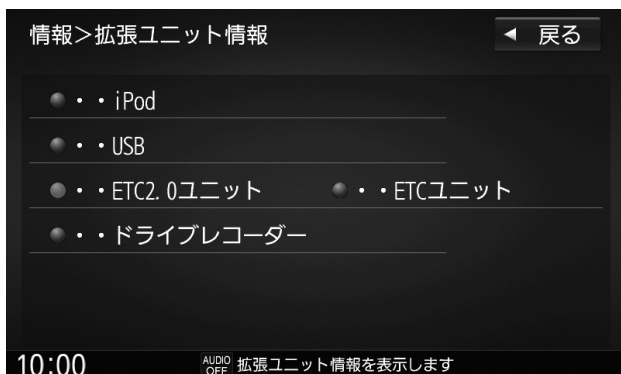 情報＞拡張ユニット情報
◀ 戻る
・・iPod
・・USB
・・ETC2.0ユニット ・・ETCユニット
・・ドライブレコーダー
10:00 AUDIO OFF 拡張ユニット情報を表示します